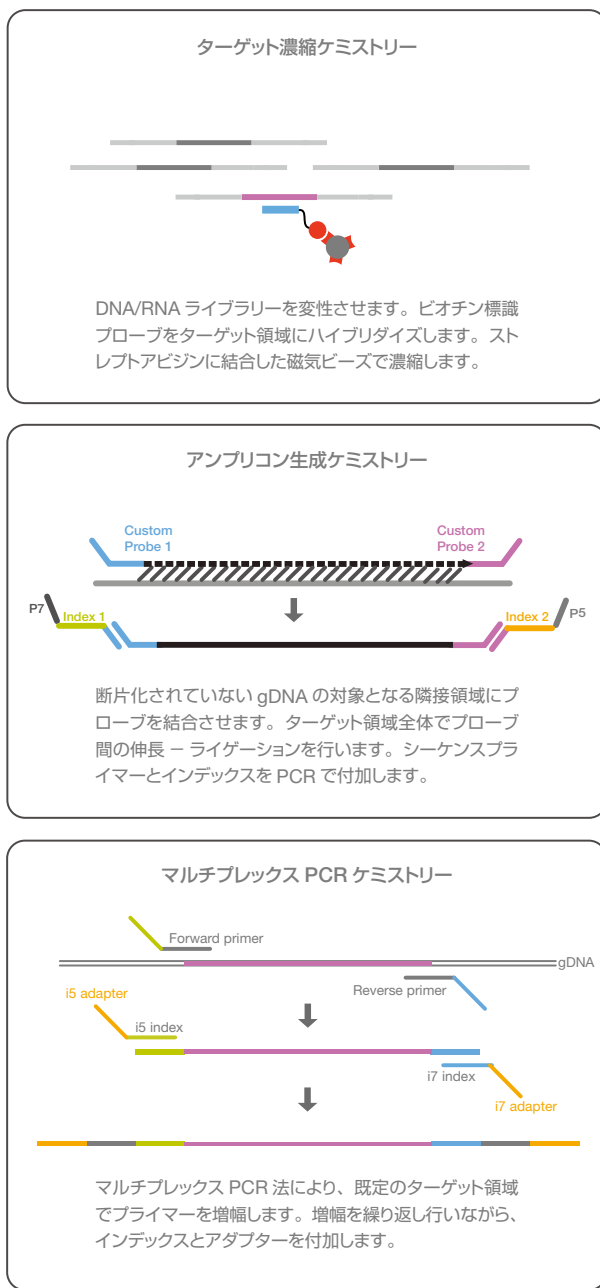 ターゲット濃縮ケミストリー
DNA/RNA ライブラリーを変性させます。ビオチン標識
プローブをターゲット領域にハイブリダイズします。スト
レプトアビジンに結合した磁気ビーズで濃縮します。
アンプリコン生成ケミストリー
Custom
Probe 1
Custom
Probe 2
P7
Index 1
Index 2
P5
断片化されていない gDNA の対象となる隣接領域にプ
ローブを結合させます。ターゲット領域全体でプローブ
間の伸長 － ライゲーションを行います。シーケンスプラ
イマーとインデックスを PCR で付加します。
マルチプレックス PCR ケミストリー
Forward primer
gDNA
Reverse primer
i5 adapter
i5 index
i7 index
i7 adapter
マルチプレックス PCR 法により、既定のターゲット領域
でプライマーを増幅します。増幅を繰り返し行いながら、
インデックスとアダプターを付加します。